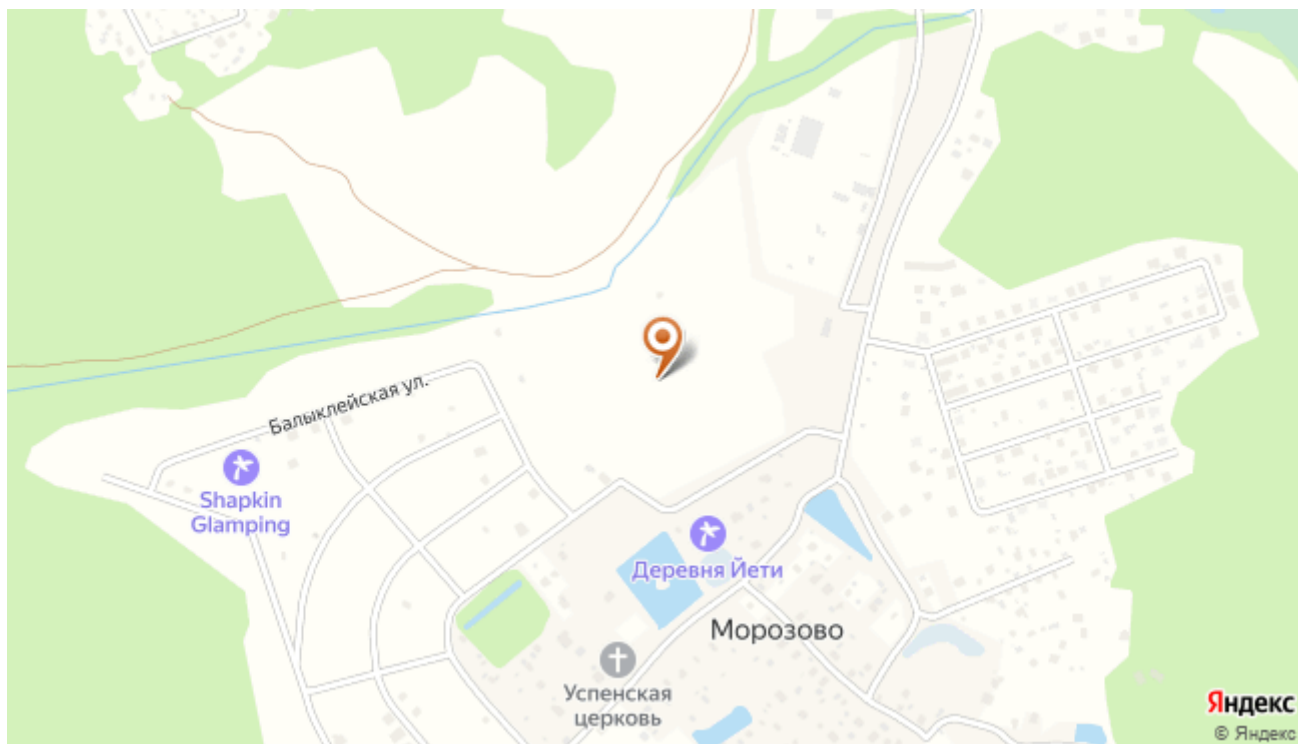 Балыклейская ул.
Shapkin
Glamping
Деревня Йети
Морозово
Успенская
церковь
Яндекс
© Яндекс